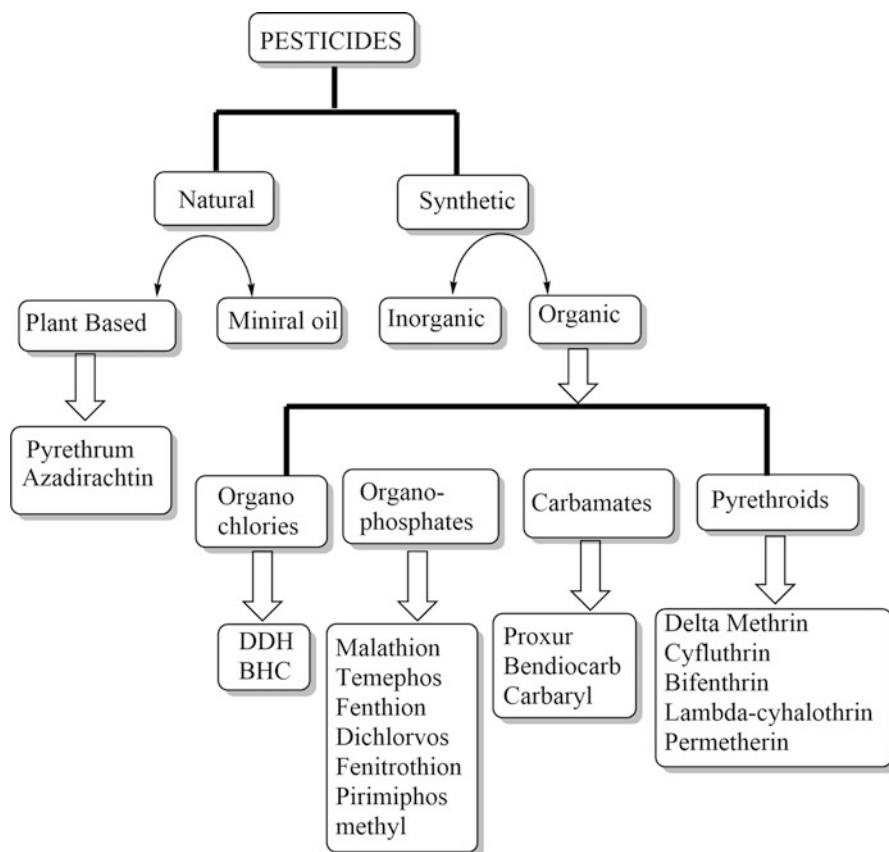 PESTICIDES
Natural
Synthetic
Plant Based
Miniral oil
Inorganic
Organic
Pyrethrum
Azadirachtin
Organo
chlories
Organo-
phosphates
Carbamates
Pyrethroids
DDH
BHC
Malathion
Temephos
Fenthion
Dichlorvos
Fenitrothion
Pirimiphos
methyl
Proxur
Bendiocarb
Carbaryl
Delta Methrin
Cyfluthrin
Bifenthrin
Lambda-cyhalothrin
Permetherin